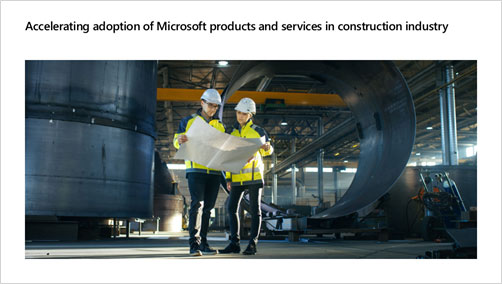 Accelerating adoption of Microsoft products and services in construction industry